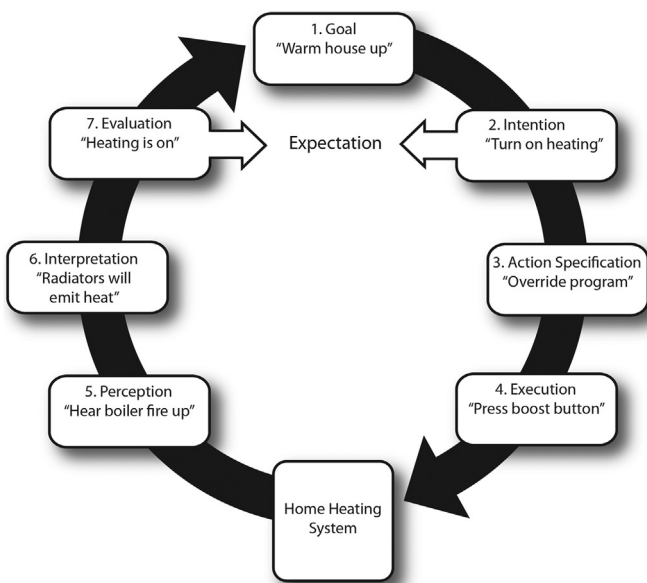 1. Goal
“Warm house up”
7. Evaluation
“Heating is on”
Expectation
2. Intention
“Turn on heating”
6. Interpretation
“Radiators will
emit heat”
3. Action Specification
“Override program”
5. Perception
“Hear boiler fire up”
4. Execution
“Press boost button”
Home Heating
System